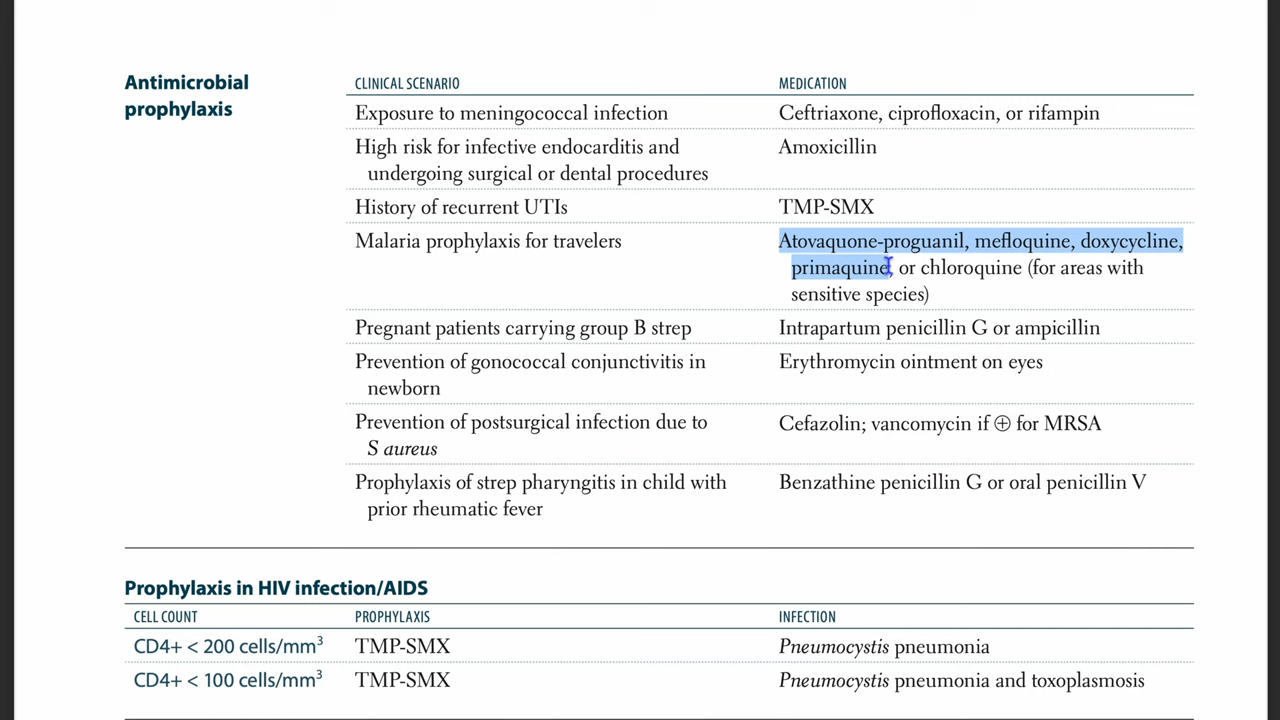 Antimicrobial prophylaxis
CLINICAL SCENARIO MEDICATION
Exposure to meningococcal infection Ceftriaxone, ciprofloxacin, or rifampin
High risk for infective endocarditis and Amoxicillin
undergoing surgical or dental procedures
History of recurrent UTIs TMP-SMX
Malaria prophylaxis for travelers Atovaquone-proguanil, mefloquine, doxycycline,
primaquine, or chloroquine (for areas with
sensitive species)
Pregnant patients carrying group B strep Intrapartum penicillin G or ampicillin
Prevention of gonococcal conjunctivitis in Erythromycin ointment on eyes
newborn
Prevention of postsurgical infection due to Cefazolin; vancomycin if ⊕ for MRSA
S aureus
Prophylaxis of strep pharyngitis in child with Benzathine penicillin G or oral penicillin V
prior rheumatic fever
Prophylaxis in HIV infection/AIDS
CELL COUNT PROPHYLAXIS INFECTION
CD4+ < 200 cells/mm³ TMP-SMX Pneumocystis pneumonia
CD4+ < 100 cells/mm³ TMP-SMX Pneumocystis pneumonia and toxoplasmosis